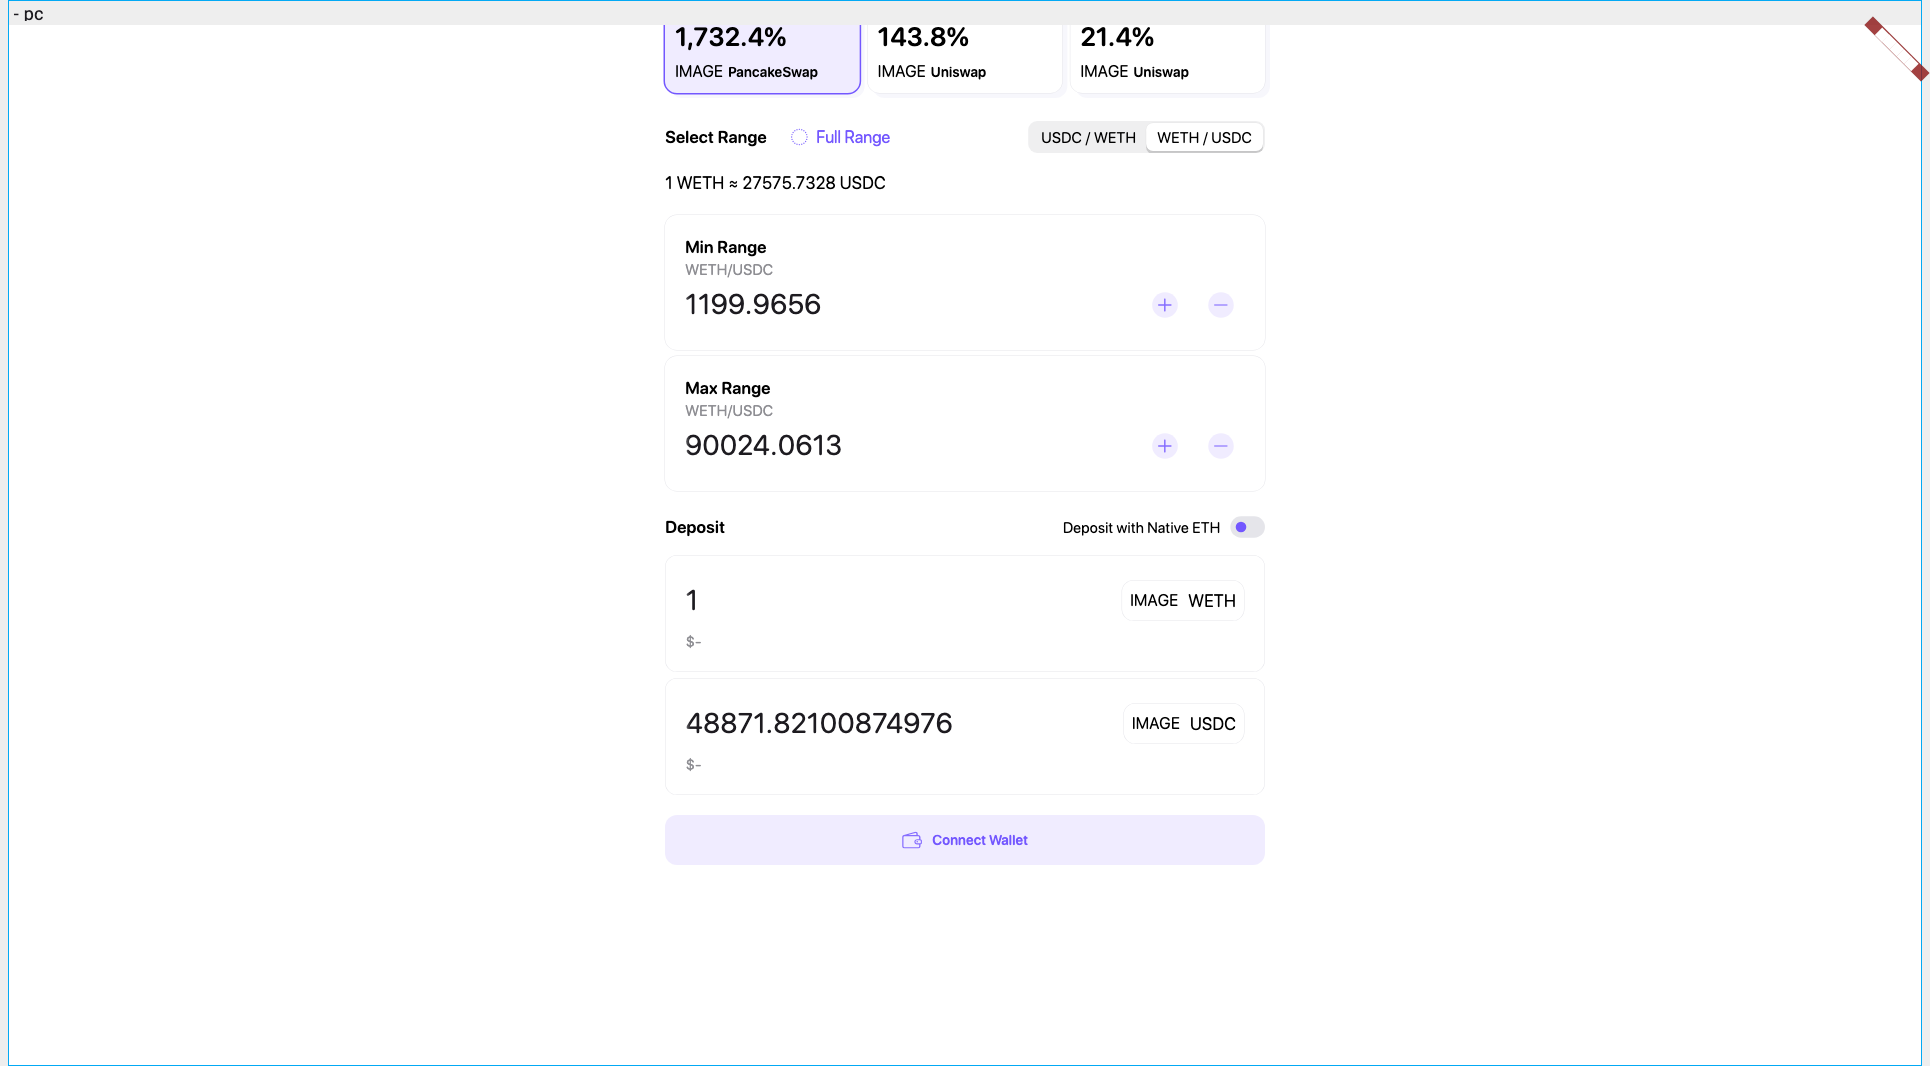 - pc
1,732.4% 143.8% 21.4%
IMAGE PancakeSwap IMAGE Uniswap IMAGE Uniswap
Select Range Full Range USDC / WETH WETH / USDC
1 WETH ≈ 27575.7328 USDC
Min Range
WETH/USDC
1199.9656
Max Range
WETH/USDC
90024.0613
Deposit Deposit with Native ETH
1 IMAGE WETH
$-
48871.82100874976 IMAGE USDC
$-
Connect Wallet